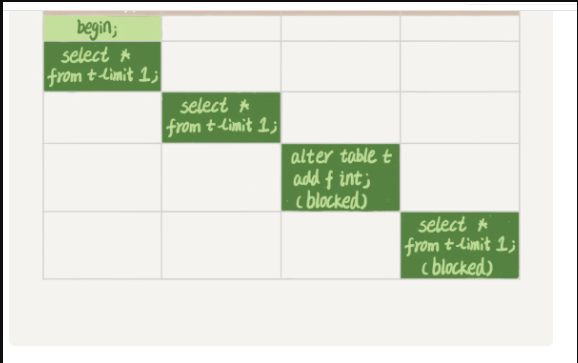 begin;
select *
from t limit 1;
select *
from t limit 1;
alter table t
add f int;
(blocked)
select *
from t limit 1;
(blocked)